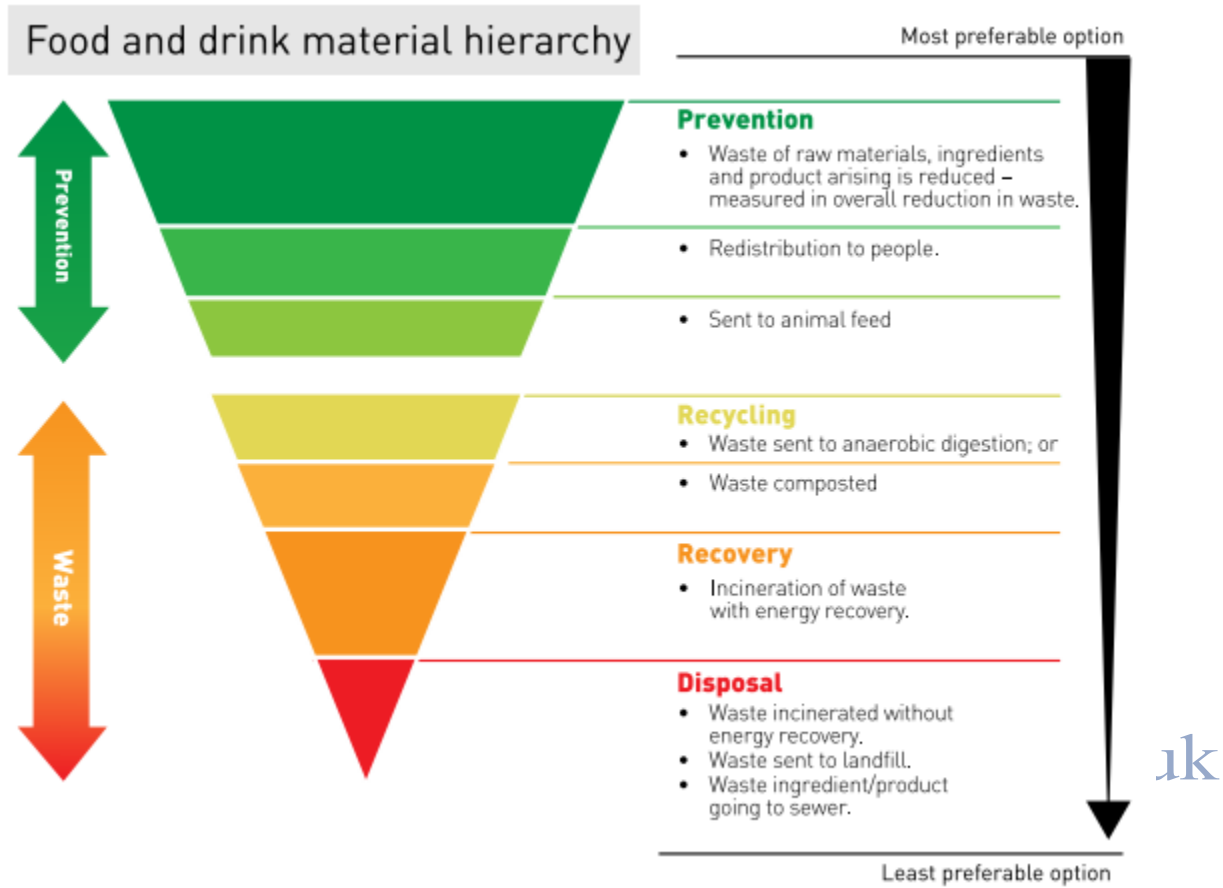 Food and drink material hierarchy
Most preferable option
Prevention
Prevention
• Waste of raw materials, ingredients
and product arising is reduced –
measured in overall reduction in waste.
• Redistribution to people.
• Sent to animal feed
Waste
Recycling
• Waste sent to anaerobic digestion; or
• Waste composted
Recovery
• Incineration of waste
with energy recovery.
Disposal
• Waste incinerated without
energy recovery.
• Waste sent to landfill.
• Waste ingredient/product
going to sewer.
Least preferable option